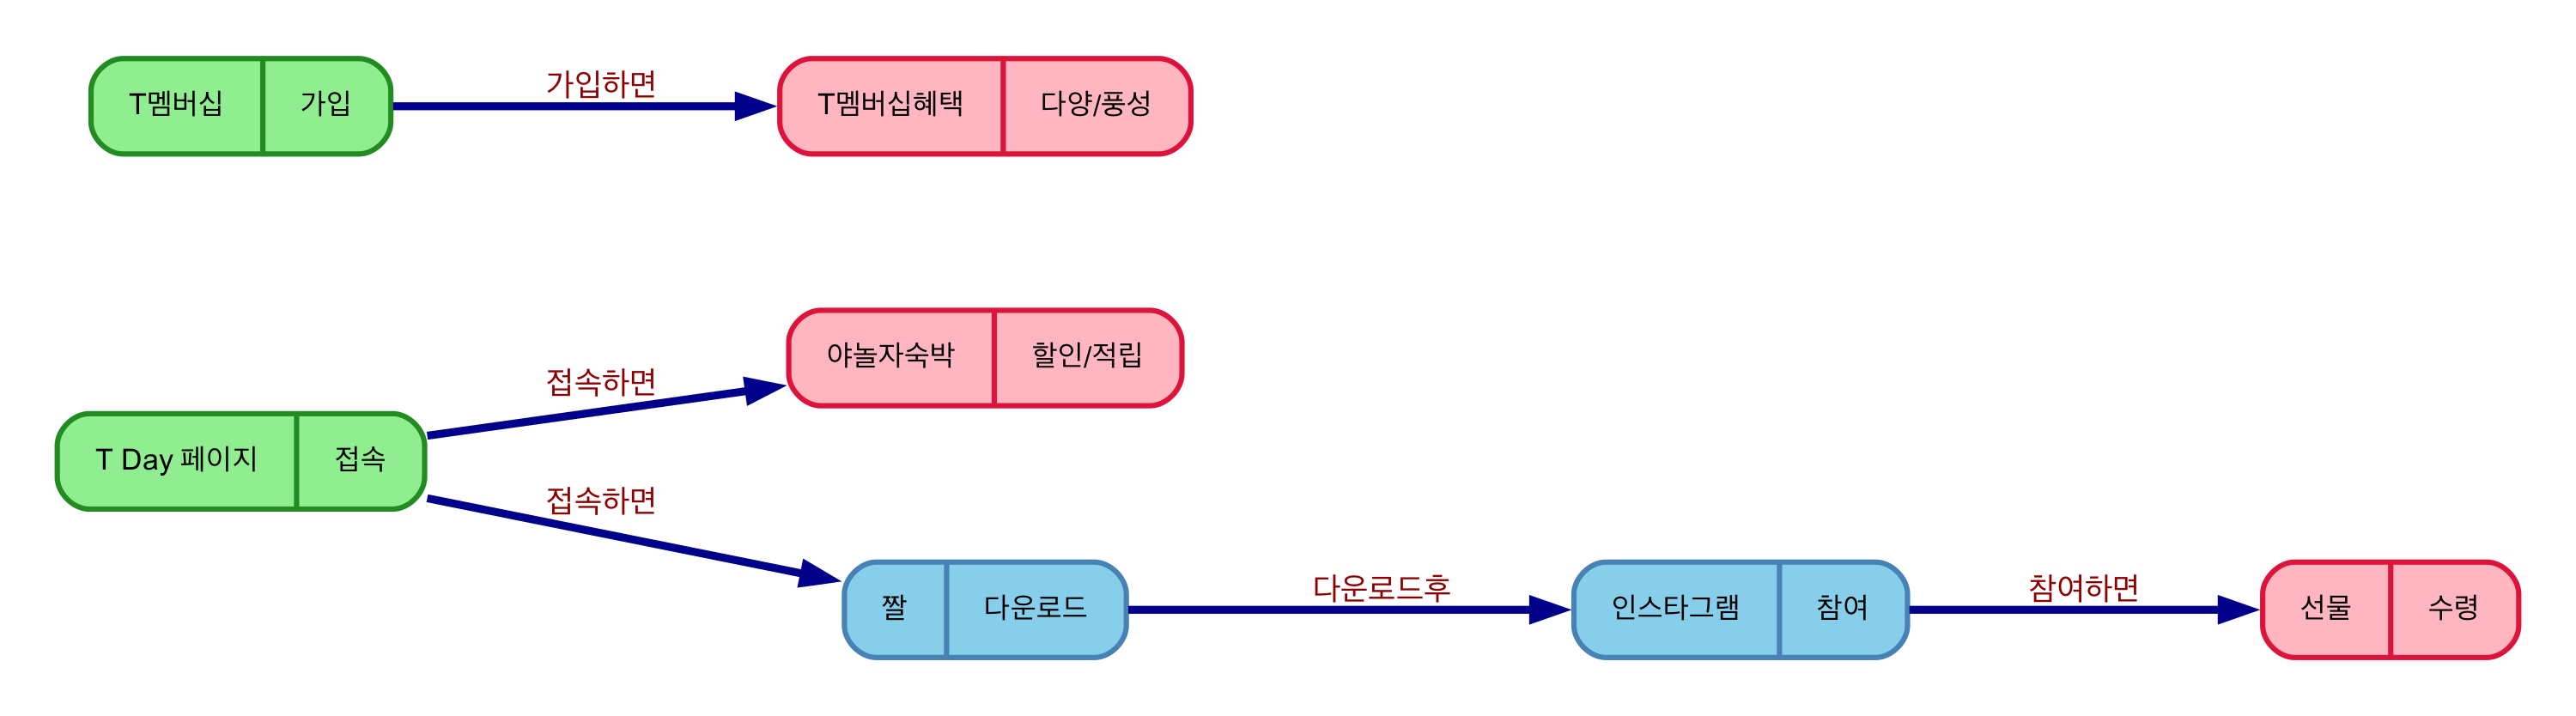 T멤버십 가입
가입하면
T멤버십혜택 다양/풍성
T Day 페이지 접속
접속하면
야놀자숙박 할인/적립
접속하면
짤 다운로드
다운로드후
인스타그램 참여
참여하면
선물 수령